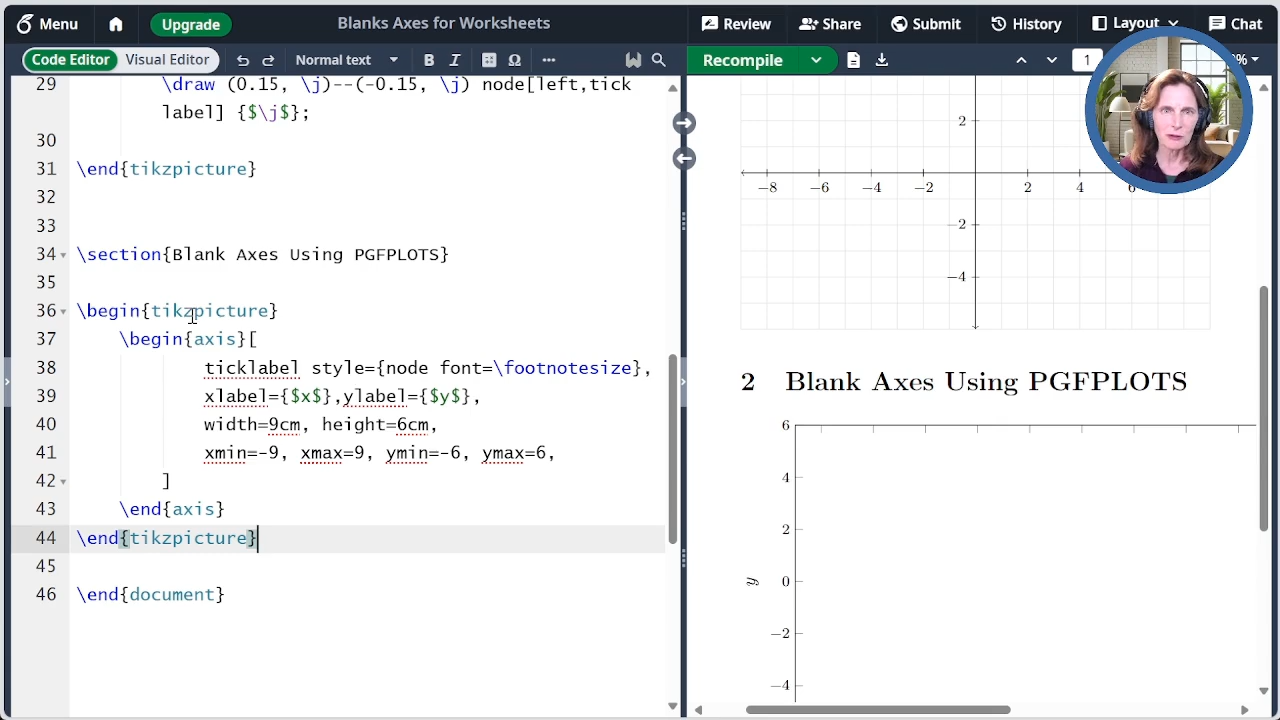 Menu Upgrade Blanks Axes for Worksheets Review Share Submit History Layout Chat
Code Editor Visual Editor Normal text B I Ω ••• Recompile 1 %
29 \draw (0.15, \j)--(-0.15, \j) node[left,tick
label] {$\j$};
30
31 \end{tikzpicture}
32
33
34 \section{Blank Axes Using PGFPLOTS}
35
36 \begin{tikzpicture}
37 \begin{axis}[
38 ticklabel style={node font=\footnotesize},
39 xlabel={$x$},ylabel={$y$},
40 width=9cm, height=6cm,
41 xmin=-9, xmax=9, ymin=-6, ymax=6,
42 ]
43 \end{axis}
44 \end{tikzpicture}
45
46 \end{document}
2
−8 −6 −4 −2 2 4 6
−2
−4
2 Blank Axes Using PGFPLOTS
6
4
2
0
y
−2
−4